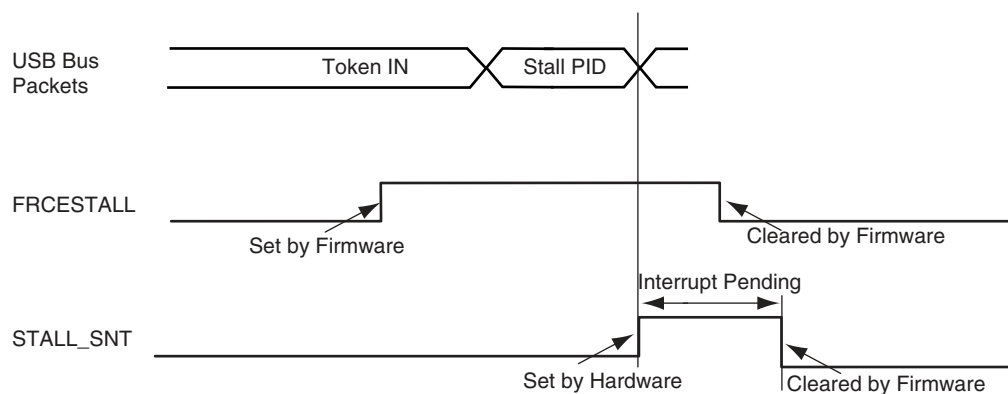 USB Bus
Packets
Token IN
Stall PID
FRCESTALL
Set by Firmware
Cleared by Firmware
Interrupt Pending
STALL_SNT
Set by Hardware
Cleared by Firmware